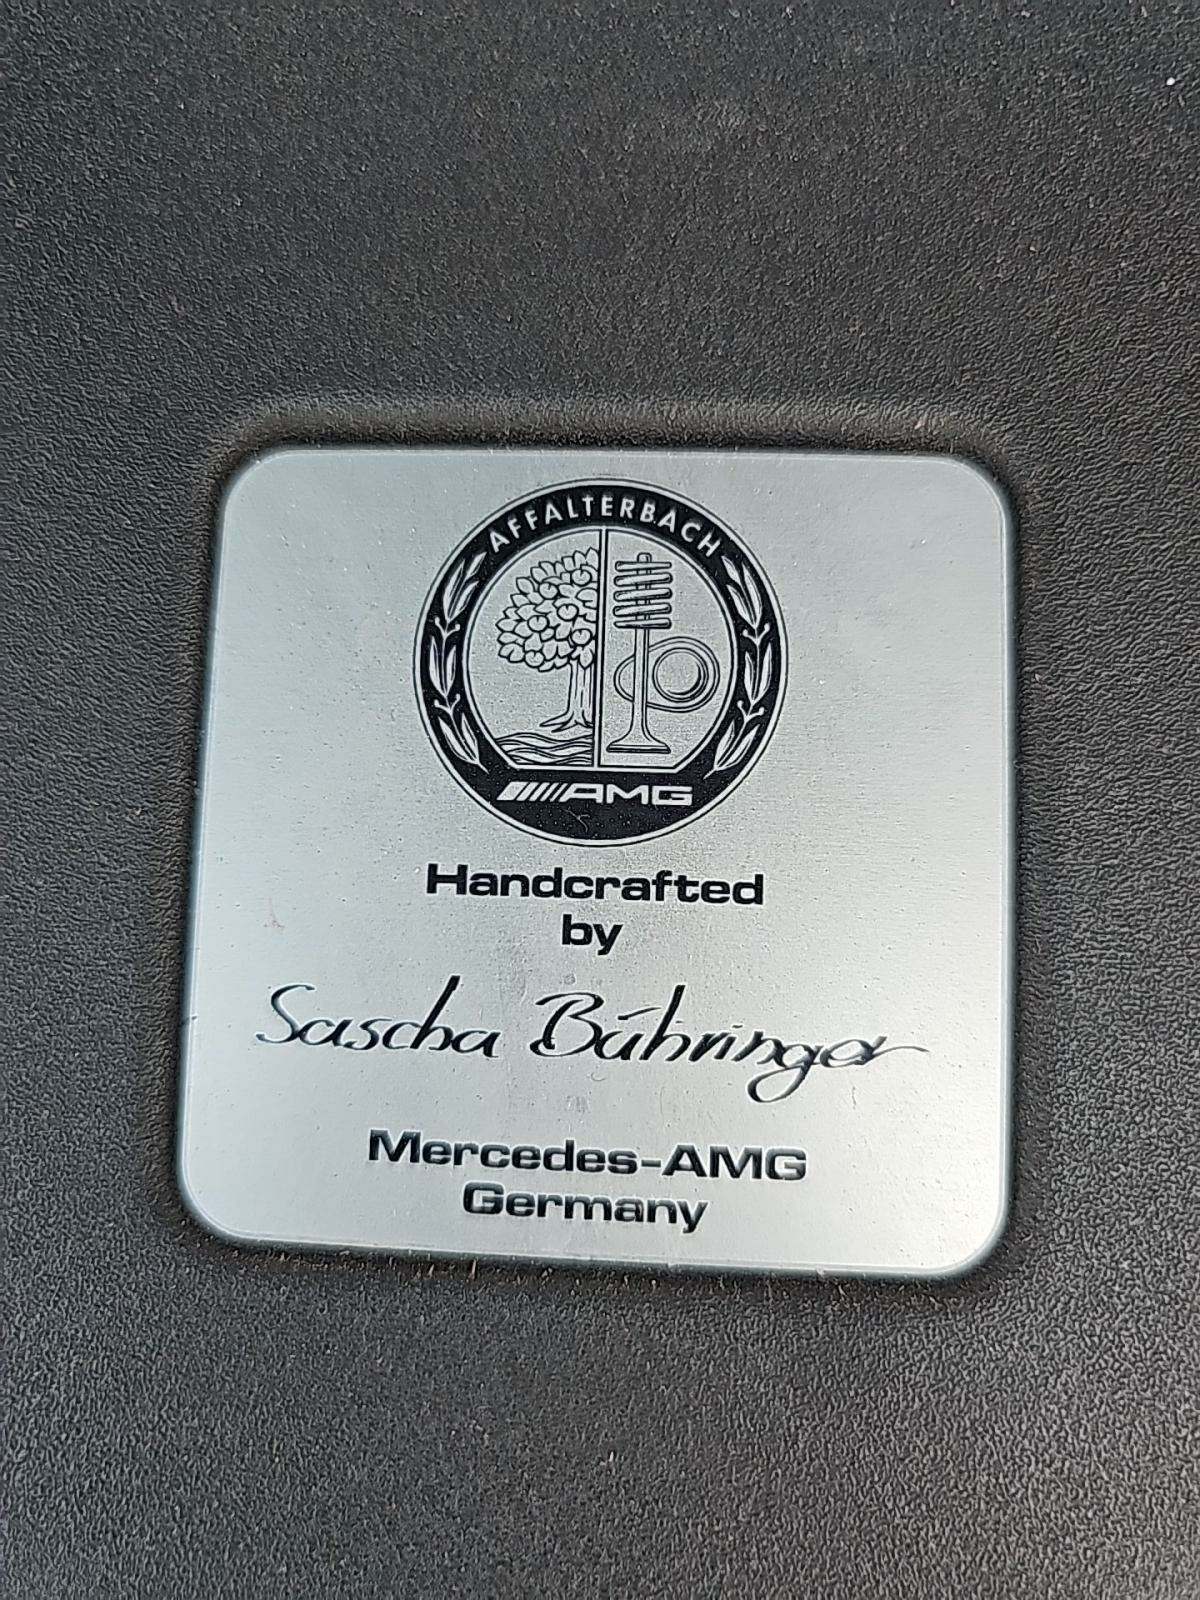 AFFALTERBACH
AMG
Handcrafted
by
Sascha Bühringer
Mercedes-AMG
Germany